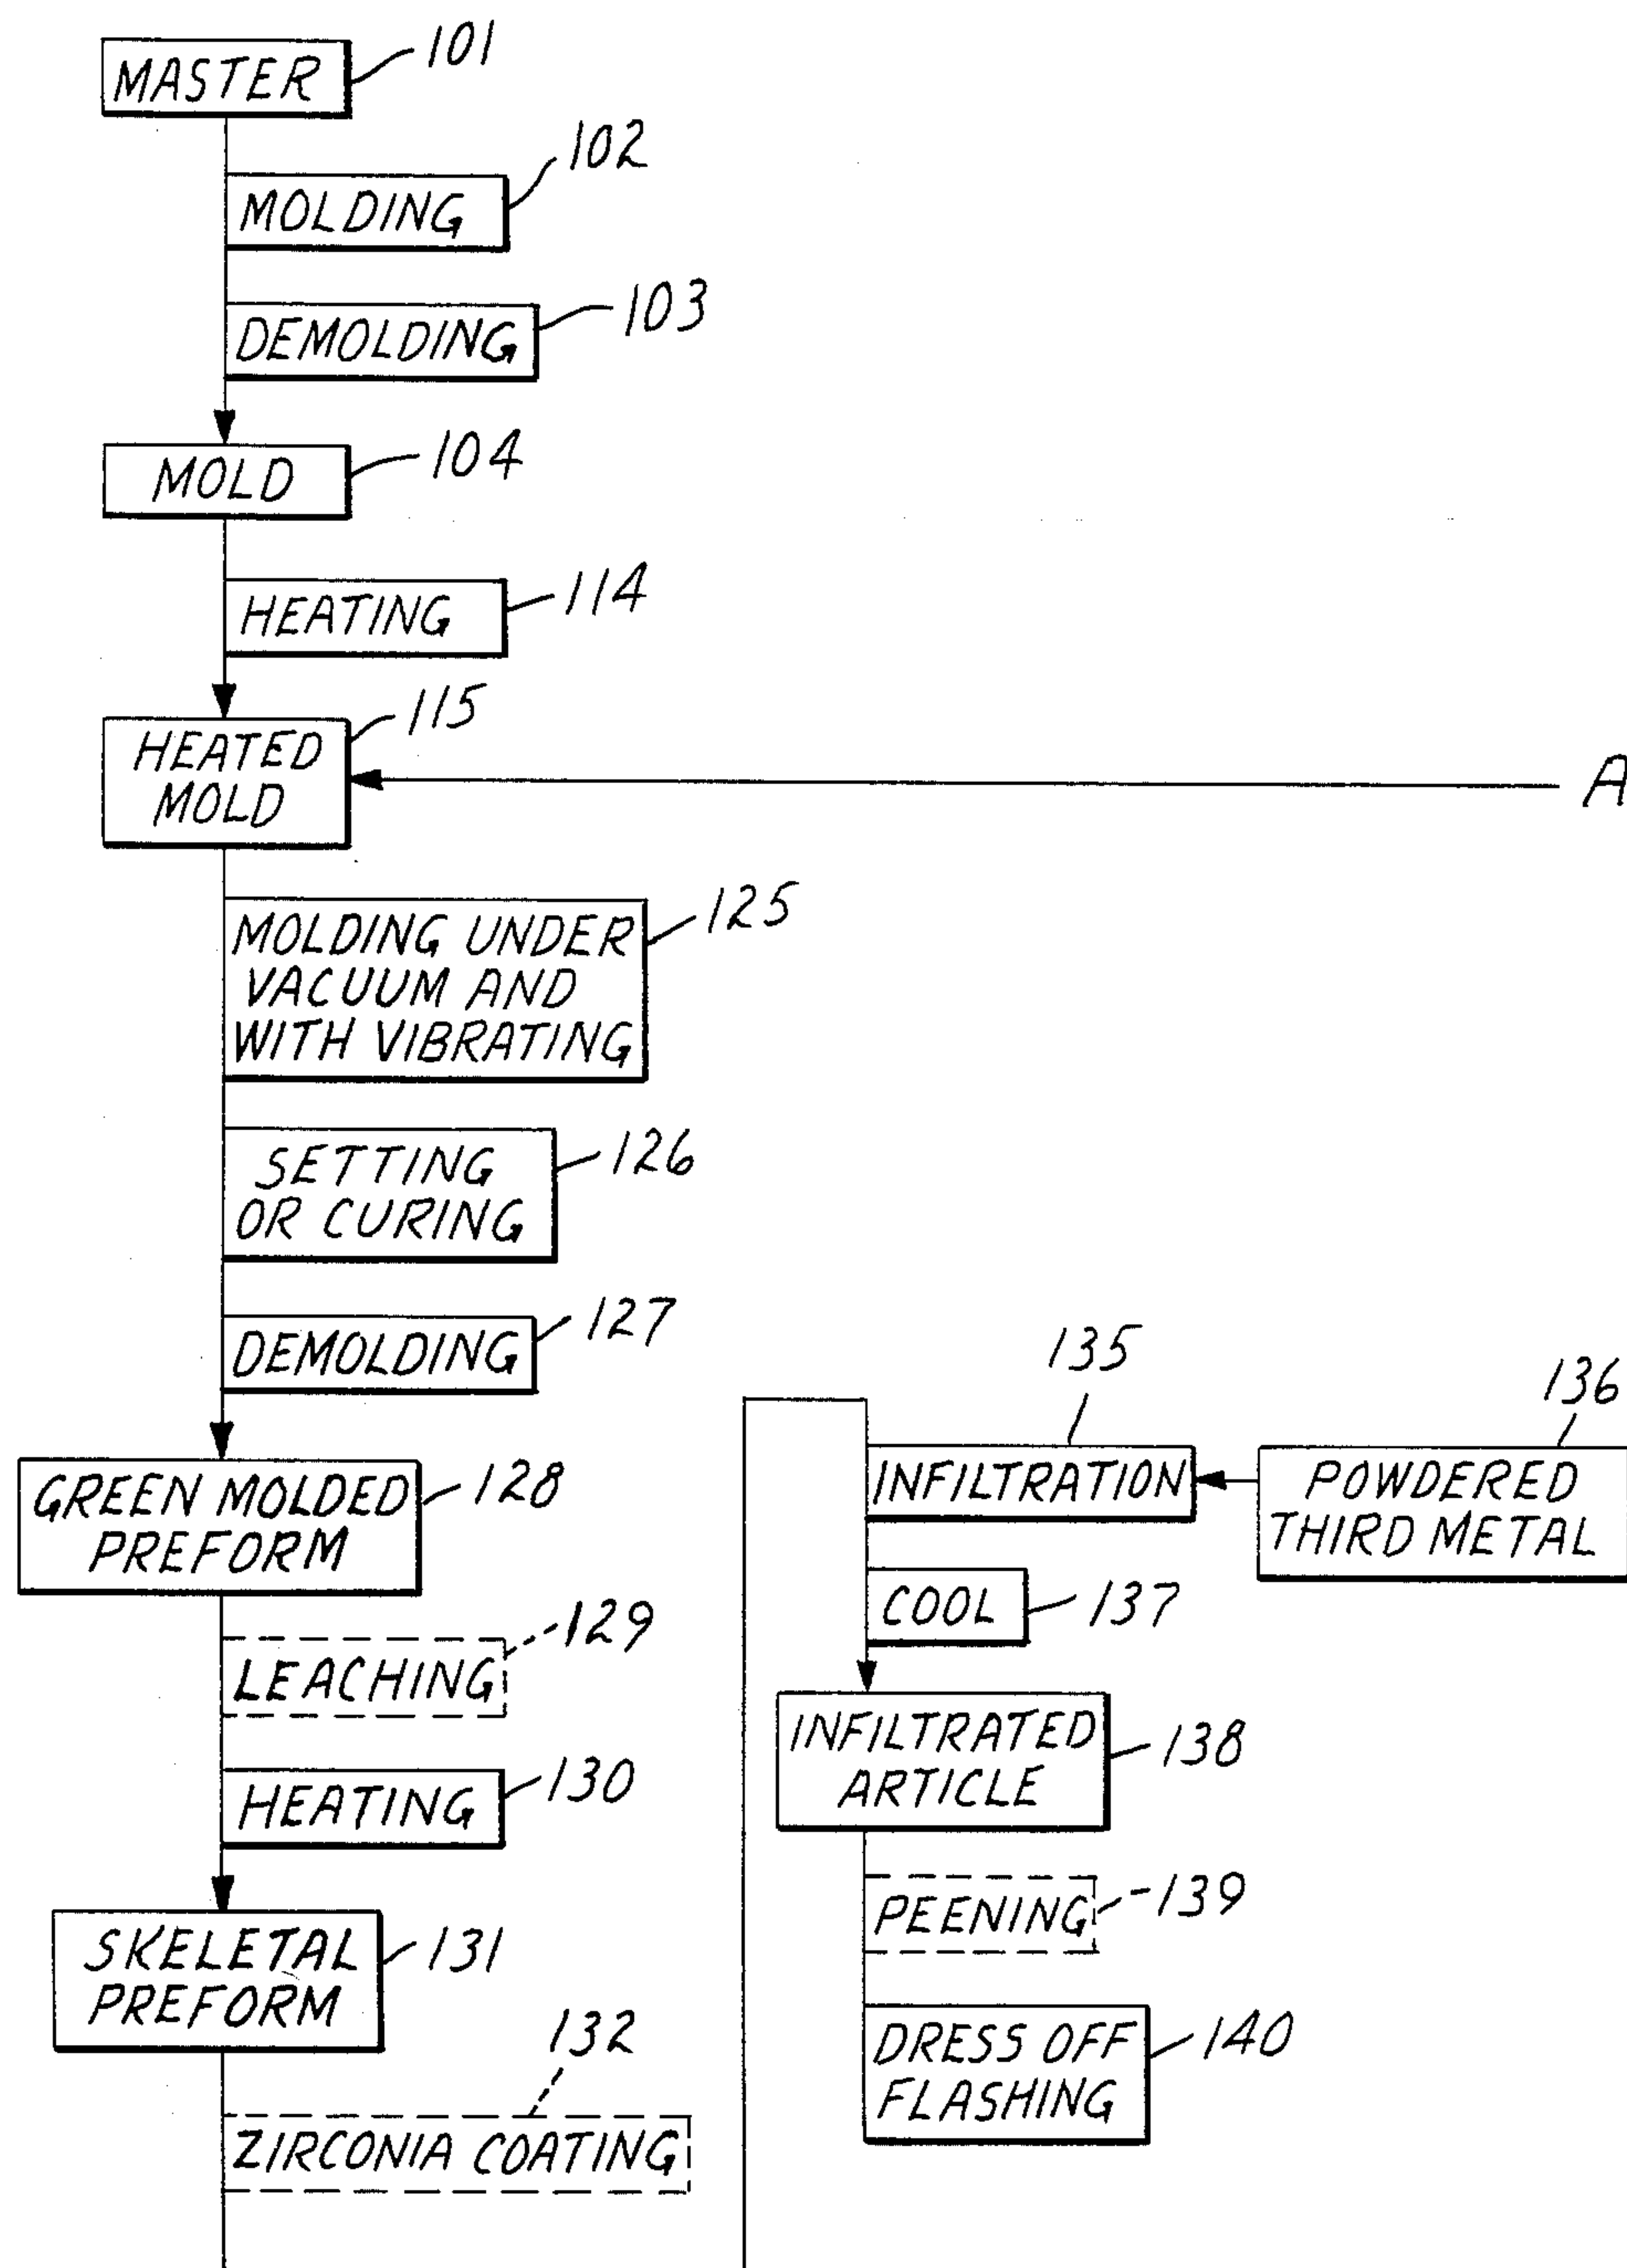 MASTER
101
MOLDING
102
DEMOLDING
103
MOLD
104
HEATING
114
HEATED
MOLD
115
A
MOLDING UNDER
VACUUM AND
WITH VIBRATING
125
SETTING
OR CURING
126
DEMOLDING
127
GREEN MOLDED
PREFORM
128
LEACHING
129
HEATING
130
SKELETAL
PREFORM
131
ZIRCONIA COATING
132
INFILTRATION
135
POWDERED
THIRD METAL
136
COOL
137
INFILTRATED
ARTICLE
138
PEENING
139
DRESS OFF
FLASHING
140